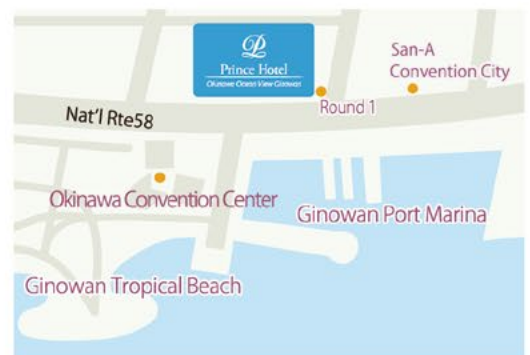 Prince Hotel
Okinawa Ocean View Ginowan
San-A
Convention City
Round 1
Nat'l Rte58
Okinawa Convention Center
Ginowan Port Marina
Ginowan Tropical Beach